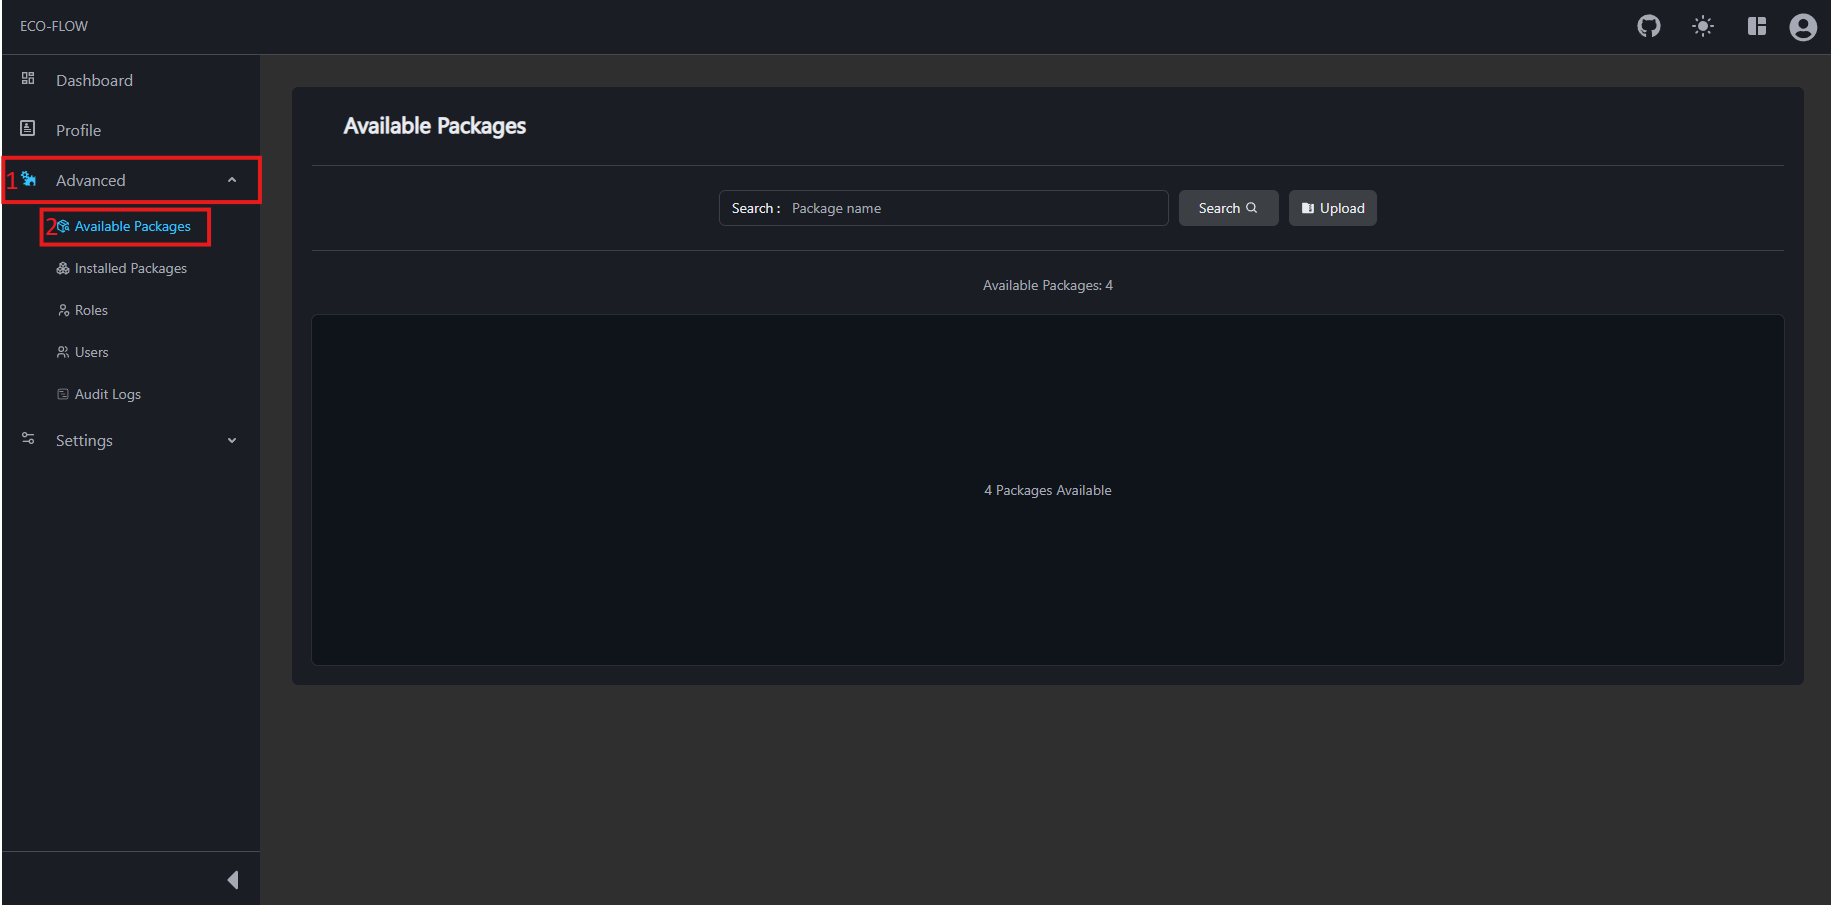 ECO-FLOW
Dashboard
Profile
1 Advanced
2 Available Packages
Installed Packages
Roles
Users
Audit Logs
Settings
Available Packages
Search : Package name
Search
Upload
Available Packages: 4
4 Packages Available